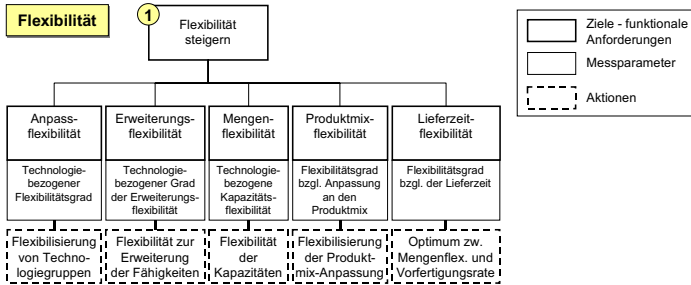 Flexibilität
1
Flexibilität
steigern
Ziele - funktionale
Anforderungen
Messparameter
Aktionen
Anpass-
flexibilität
Erweiterungs-
flexibilität
Mengen-
flexibilität
Produktmix-
flexibilität
Lieferzeit-
flexibilität
Technologie-
bezogener
Flexibilitätsgrad
Technologie-
bezogener Grad
der Erweiterungs-
flexibilität
Technologie-
bezogene
Kapazitäts-
flexibilität
Flexibilitätsgrad
bzgl. Anpassung
an den
Produktmix
Flexibilitätsgrad
bzgl. der Lieferzeit
Flexibilisierung
von Techno-
logiegruppen
Flexibilität zur
Erweiterung
der Fähigkeiten
Flexibilität
der
Kapazitäten
Flexibilisierung
der Produkt-
mix-Anpassung
Optimum zw.
Mengenflex. und
Vorfertigungsrate